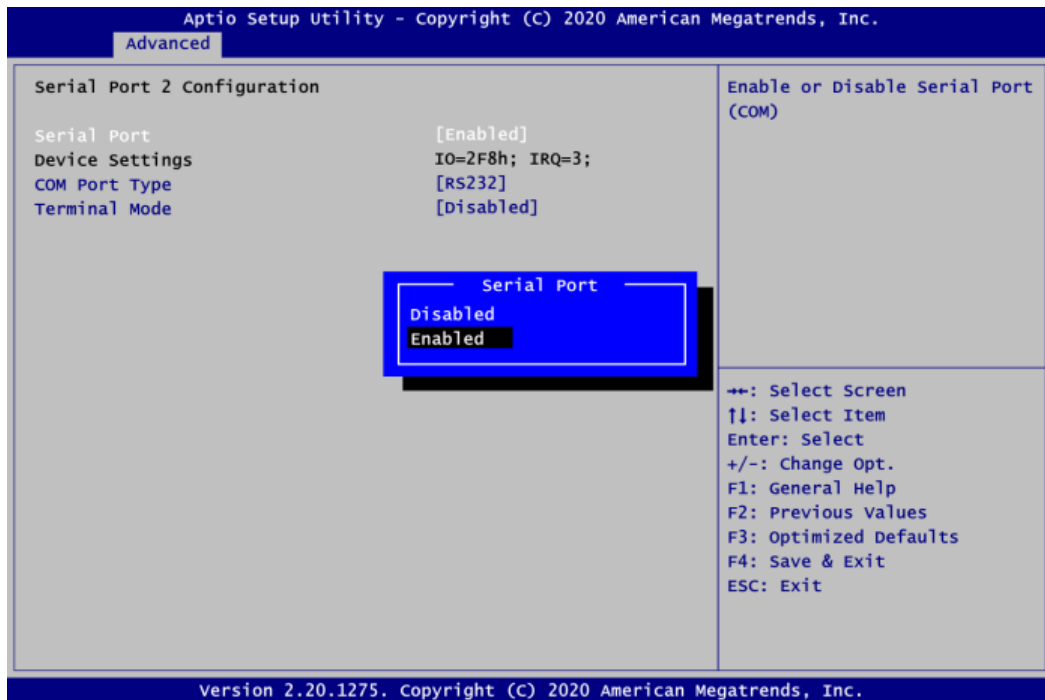 Aptio Setup Utility - Copyright (C) 2020 American Megatrends, Inc.
Advanced
Serial Port 2 Configuration
Serial Port [Enabled]
Device Settings IO=2F8h; IRQ=3;
COM Port Type [RS232]
Terminal Mode [Disabled]
Serial Port
Disabled
Enabled
Enable or Disable Serial Port
(COM)
→←: Select Screen
↑↓: Select Item
Enter: Select
+/-: Change Opt.
F1: General Help
F2: Previous Values
F3: Optimized Defaults
F4: Save & Exit
ESC: Exit
Version 2.20.1275. Copyright (C) 2020 American Megatrends, Inc.